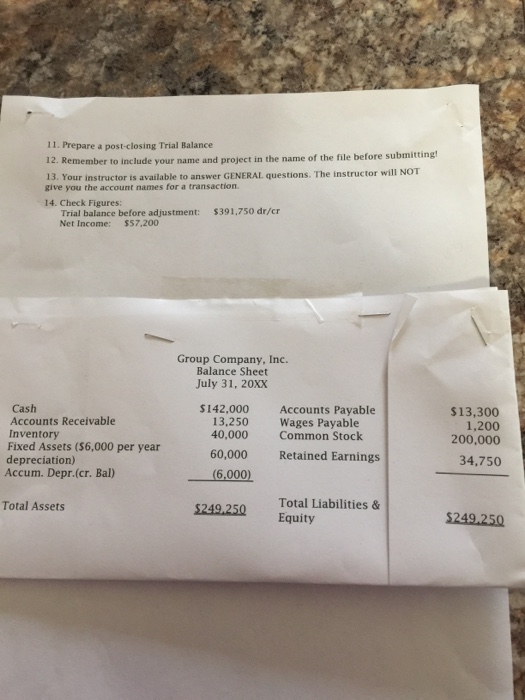 11. Prepare a post-closing Trial Balance
12. Remember to include your name and project in the name of the file before submitting!
13. Your instructor is available to answer GENERAL questions. The instructor will NOT
give you the account names for a transaction.
14. Check Figures:
Trial balance before adjustment: $391,750 dr/cr
Net Income: $57,200
Group Company, Inc.
Balance Sheet
July 31, 20XX
Cash $142,000 Accounts Payable $13,300
Accounts Receivable 13,250 Wages Payable 1,200
Inventory 40,000 Common Stock 200,000
Fixed Assets ($6,000 per year
depreciation) 60,000 Retained Earnings 34,750
Accum. Depr.(cr. Bal) (6,000)
Total Assets $249,250 Total Liabilities &
Equity $249,250